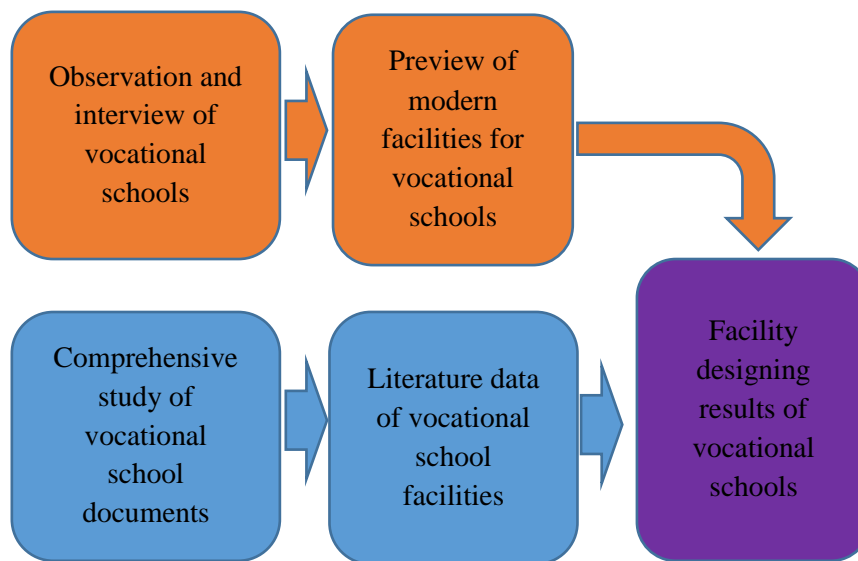 Observation and
interview of
vocational
schools
Preview of
modern
facilities for
vocational
schools
Comprehensive
study of
vocational
school
documents
Literature data
of vocational
school
facilities
Facility
designing
results of
vocational
schools